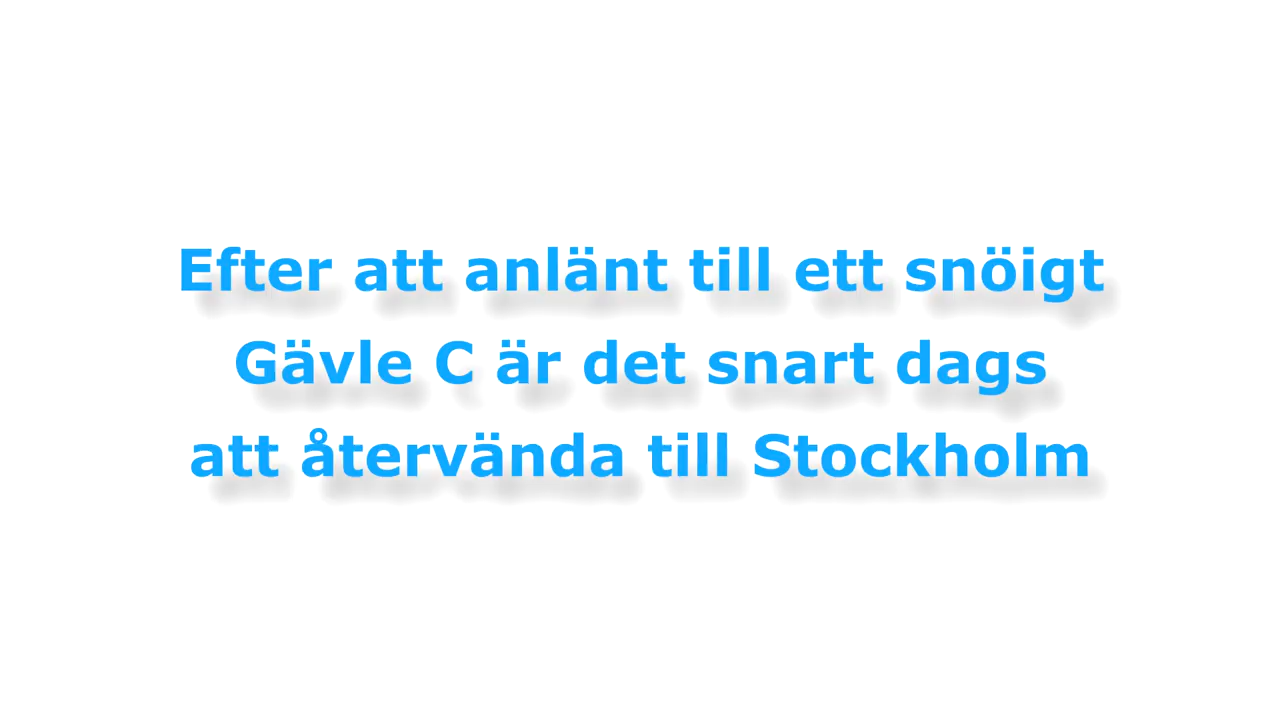 Efter att anlänt till ett snöigt
Gävle C är det snart dags
att återvända till Stockholm